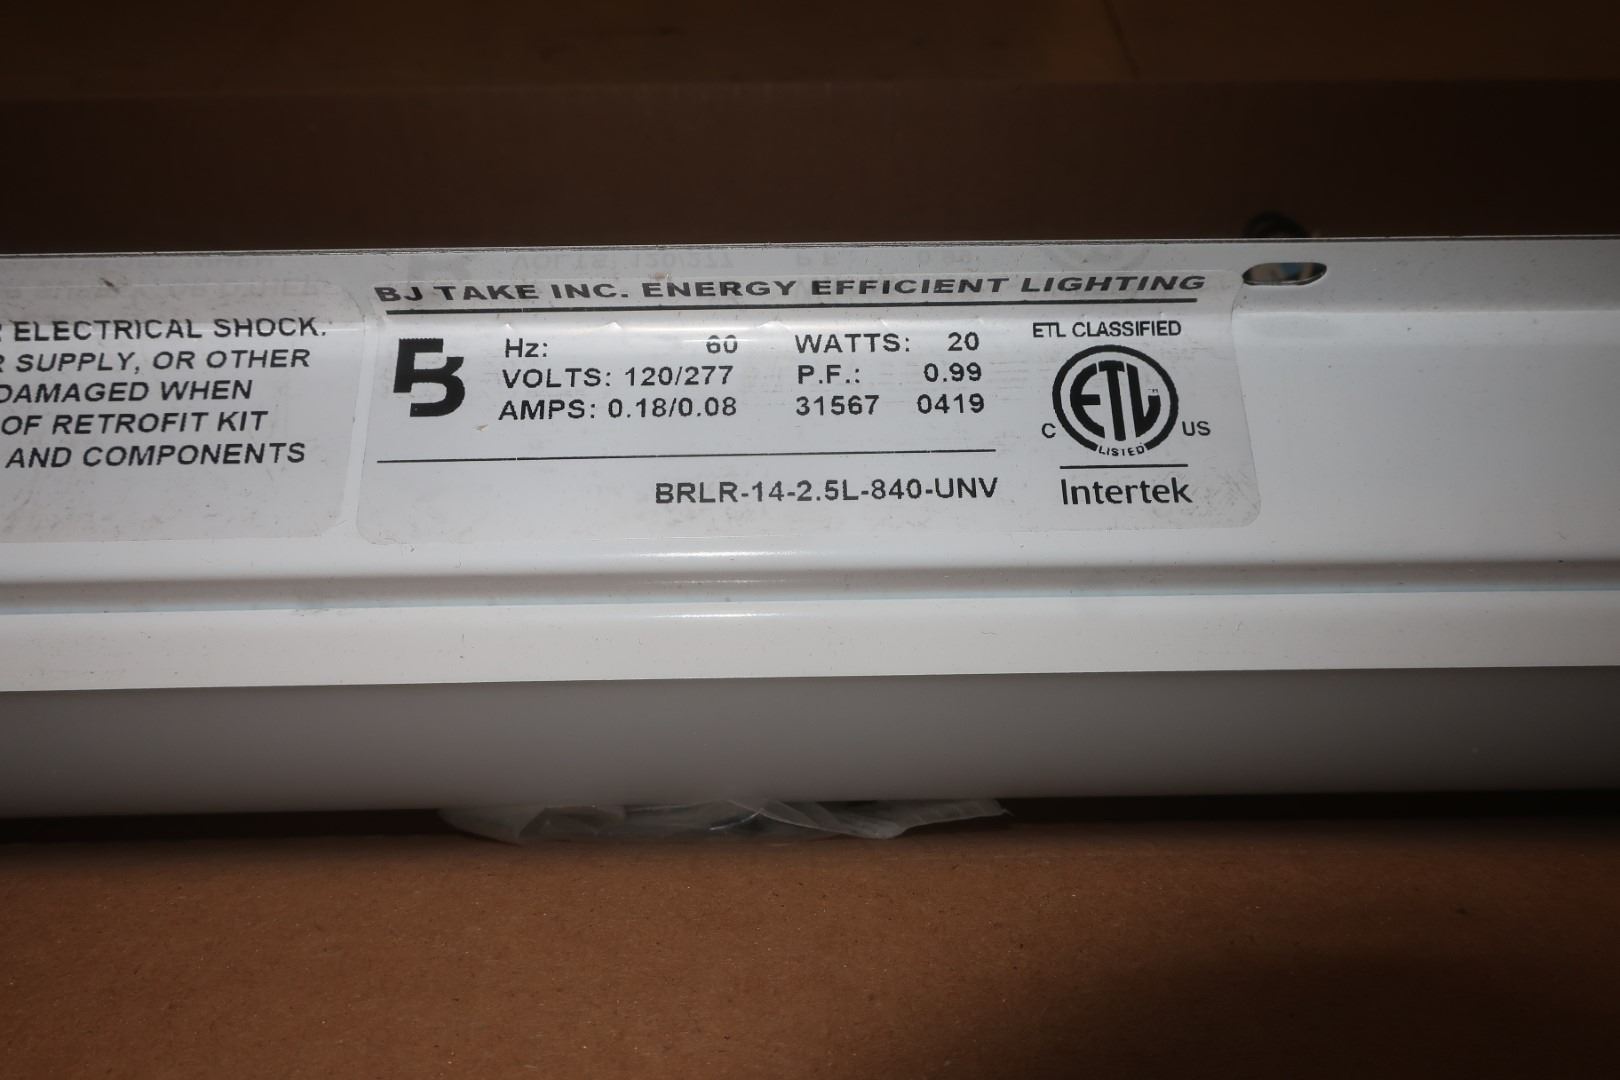 ELECTRICAL SHOCK.
SUPPLY, OR OTHER
DAMAGED WHEN
OF RETROFIT KIT
AND COMPONENTS
BJ TAKE INC. ENERGY EFFICIENT LIGHTING
B
Hz: 60 WATTS: 20
VOLTS: 120/277 P.F.: 0.99
AMPS: 0.18/0.08 31567 0419
BRLR-14-2.5L-840-UNV
ETL CLASSIFIED
ETL
C US
LISTED
Intertek